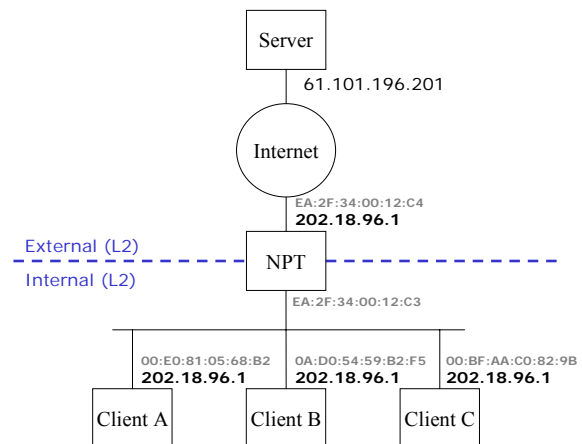 Server
61.101.196.201
Internet
EA:2F:34:00:12:C4
202.18.96.1
External (L2)
NPT
Internal (L2)
EA:2F:34:00:12:C3
00:E0:81:05:68:B2 0A:D0:54:59:B2:F5 00:BF:AA:C0:82:9B
202.18.96.1 202.18.96.1 202.18.96.1
Client A Client B Client C